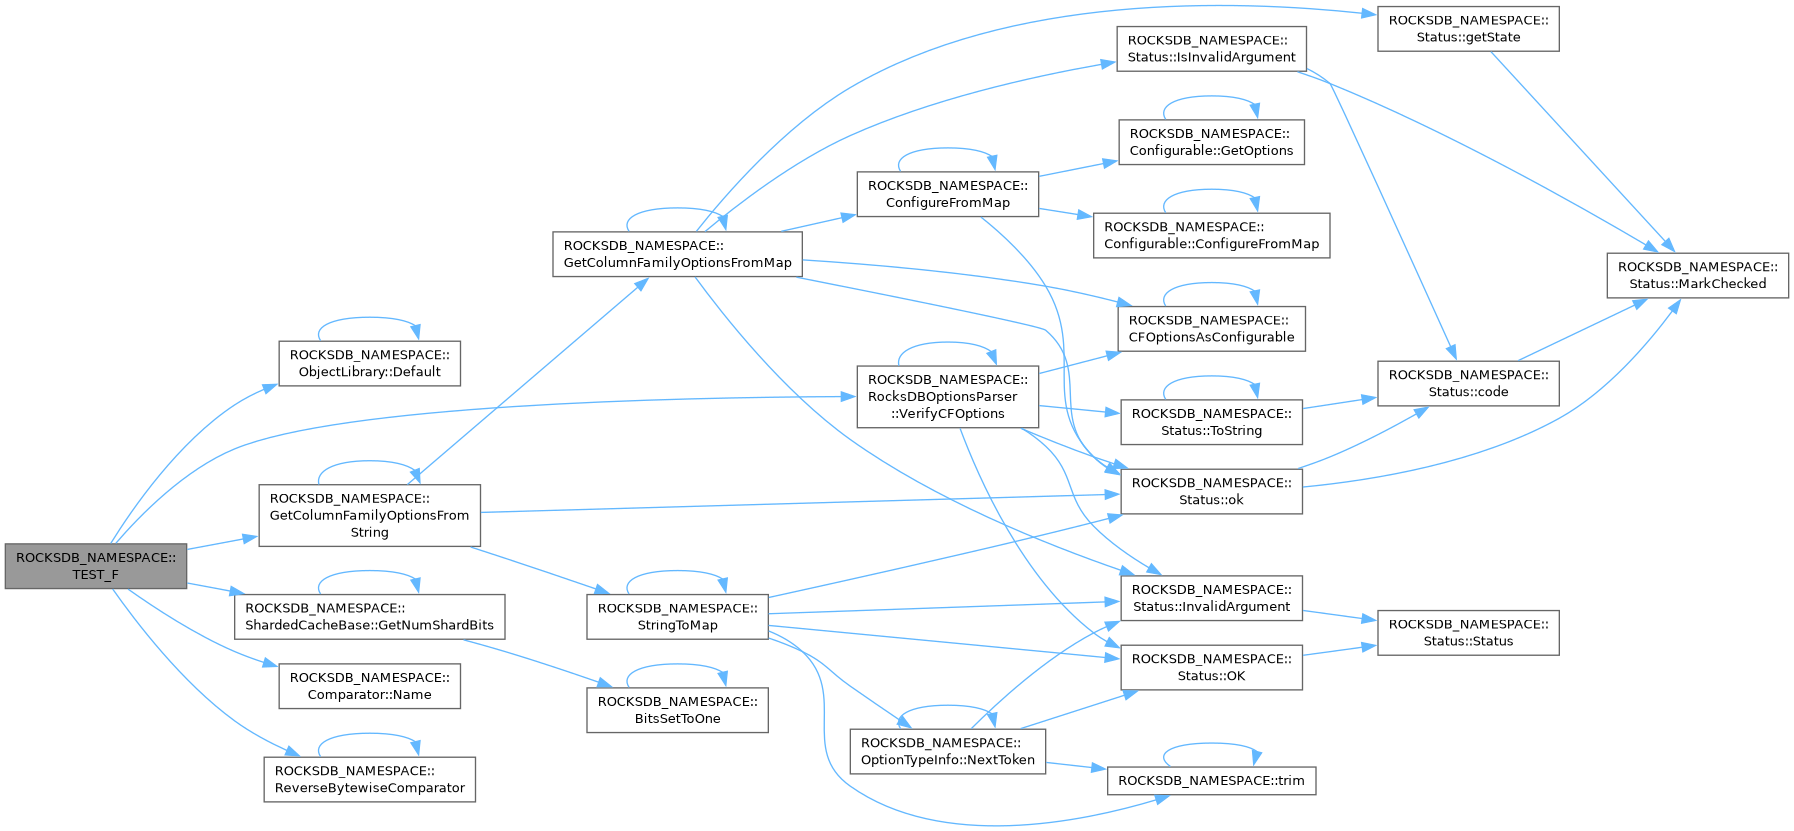 ROCKSDB_NAMESPACE::
TEST_F
ROCKSDB_NAMESPACE::
ObjectLibrary::Default
ROCKSDB_NAMESPACE::
GetColumnFamilyOptionsFrom
String
ROCKSDB_NAMESPACE::
ShardedCacheBase::GetNumShardBits
ROCKSDB_NAMESPACE::
Comparator::Name
ROCKSDB_NAMESPACE::
ReverseBytewiseComparator
ROCKSDB_NAMESPACE::
GetColumnFamilyOptionsFromMap
ROCKSDB_NAMESPACE::
StringToMap
ROCKSDB_NAMESPACE::
BitsSetToOne
ROCKSDB_NAMESPACE::
ConfigureFromMap
ROCKSDB_NAMESPACE::
RocksDBOptionsParser
::VerifyCFOptions
ROCKSDB_NAMESPACE::
OptionTypeInfo::NextToken
ROCKSDB_NAMESPACE::
Status::IsInvalidArgument
ROCKSDB_NAMESPACE::
Configurable::GetOptions
ROCKSDB_NAMESPACE::
Configurable::ConfigureFromMap
ROCKSDB_NAMESPACE::
CFOptionsAsConfigurable
ROCKSDB_NAMESPACE::
Status::ToString
ROCKSDB_NAMESPACE::
Status::ok
ROCKSDB_NAMESPACE::
Status::InvalidArgument
ROCKSDB_NAMESPACE::
Status::OK
ROCKSDB_NAMESPACE::trim
ROCKSDB_NAMESPACE::
Status::getState
ROCKSDB_NAMESPACE::
Status::code
ROCKSDB_NAMESPACE::
Status::Status
ROCKSDB_NAMESPACE::
Status::MarkChecked